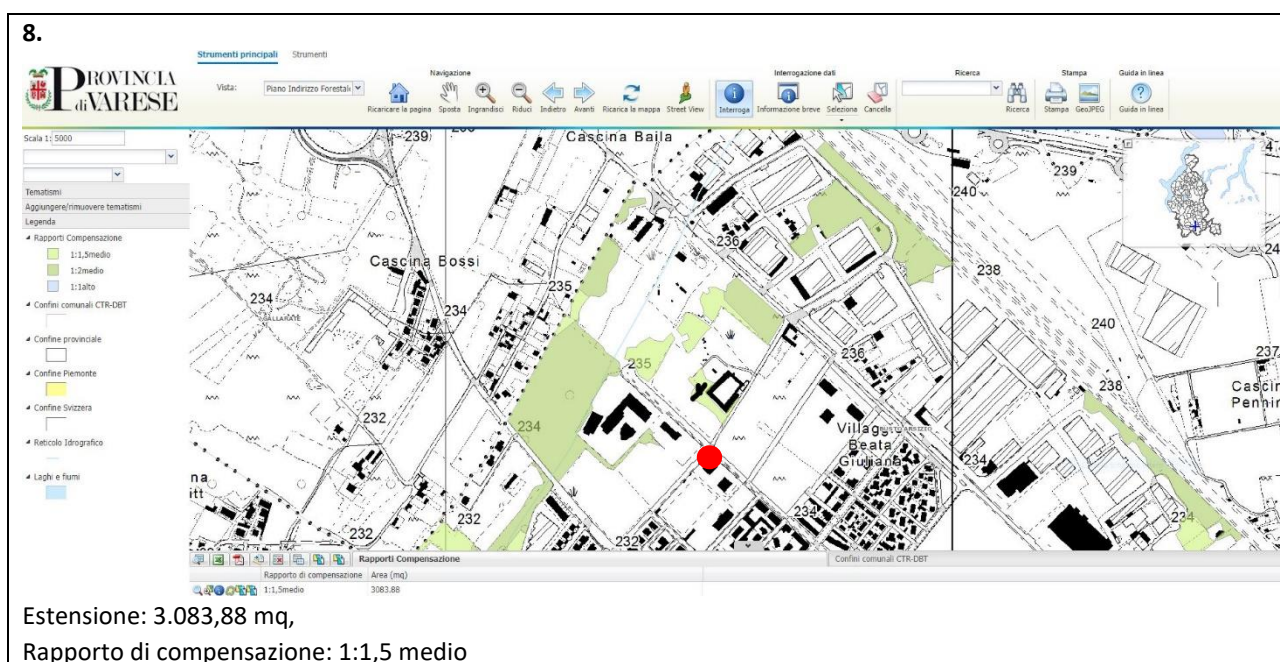 8.
Strumenti principali Strumenti
PROVINCIA
di VARESE
Vista:
Piano Indirizzo Forestale
Navigazione
Interrogazione dati
Ricerca
Stampa
Guida in linea
Ricaricare la pagina Sposta Ingrandisci Riduci Indietro Avanti Ricarica la mappa Street View Interroga Informazione breve Seleziona Cancella Ricerca Stampa GeoJPEG Guida in linea
Scala 1: 5000
Tematismi
Aggiungere/rimuovere tematismi
Legenda
Rapporti Compensazione
1:1,5medio
1:2medio
1:1alto
Confini comunali CTR-DBT
Confine provinciale
Confine Piemonte
Confine Svizzera
Reticolo Idrografico
Laghi e fiumi
239
Cascina Baila
239
240
236
Cascina Bossi
235
238
234
GALLARATE
234
240
235
236
237
238
232
234
Villaggio
BUSTO ARSIZIO
Beata
Giuliana
234
234
232
234
232
232
Rapporti Compensazione
Confini comunali CTR-DBT
Rapporto di compensazione Area (mq)
1:1,5medio 3083.88
Estensione: 3.083,88 mq,
Rapporto di compensazione: 1:1,5 medio